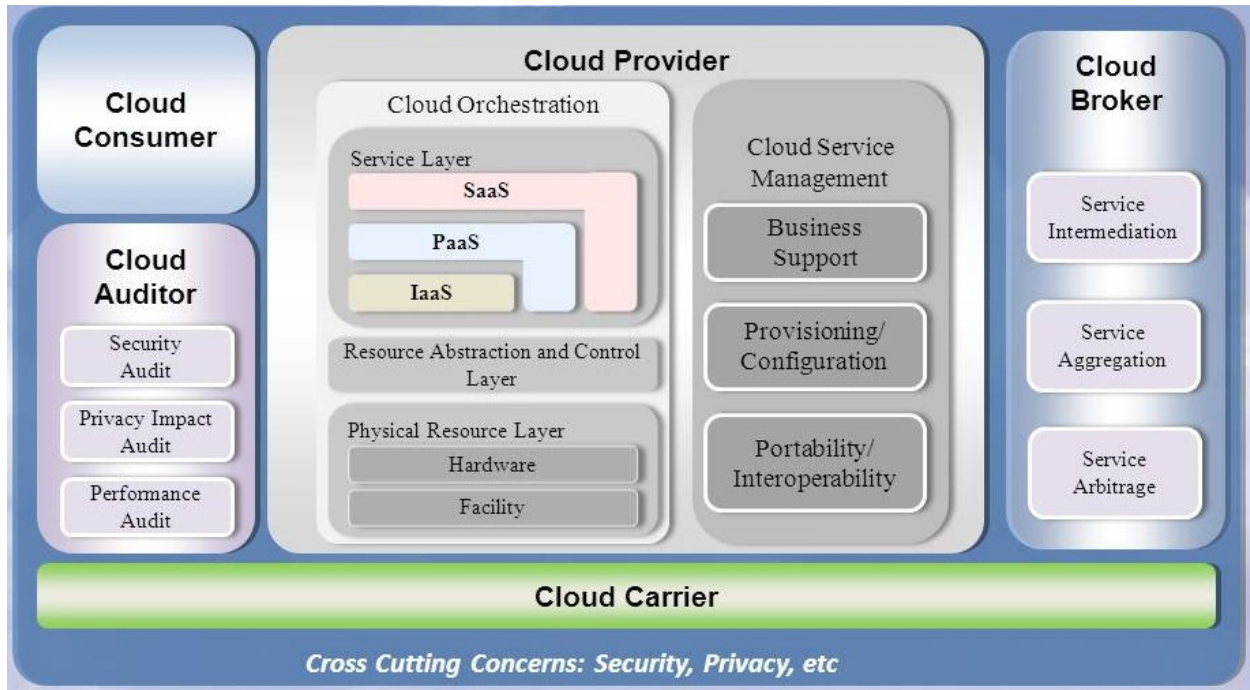 Cloud
Consumer
Cloud
Auditor
Security
Audit
Privacy Impact
Audit
Performance
Audit
Cloud Provider
Cloud Orchestration
Service Layer
SaaS
PaaS
IaaS
Resource Abstraction and Control
Layer
Physical Resource Layer
Hardware
Facility
Cloud Service
Management
Business
Support
Provisioning/
Configuration
Portability/
Interoperability
Cloud
Broker
Service
Intermediation
Service
Aggregation
Service
Arbitrage
Cloud Carrier
Cross Cutting Concerns: Security, Privacy, etc